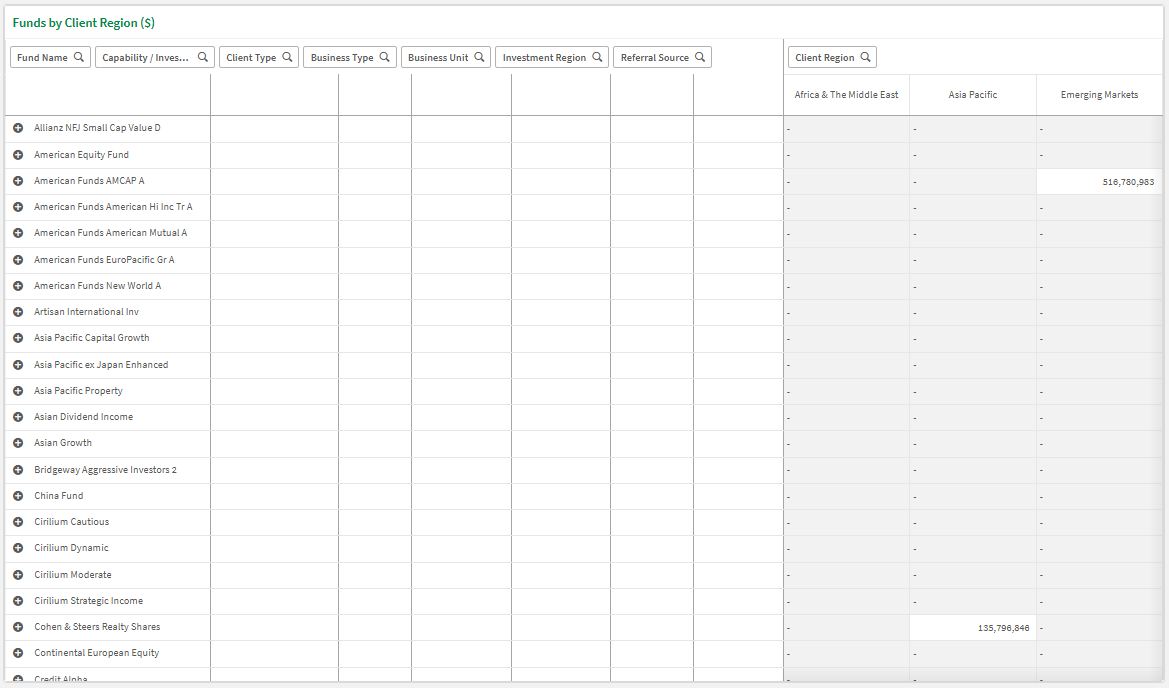 Funds by Client Region ($)
Fund Name Capability / Inves... Client Type Business Type Business Unit Investment Region Referral Source Client Region
Africa & The Middle East Asia Pacific Emerging Markets
Allianz NFJ Small Cap Value D - - -
American Equity Fund - - -
American Funds AMCAP A - - 516,780,983
American Funds American Hi Inc Tr A - - -
American Funds American Mutual A - - -
American Funds EuroPacific Gr A - - -
American Funds New World A - - -
Artisan International Inv - - -
Asia Pacific Capital Growth - - -
Asia Pacific ex Japan Enhanced - - -
Asia Pacific Property - - -
Asian Dividend Income - - -
Asian Growth - - -
Bridgeway Aggressive Investors 2 - - -
China Fund - - -
Cirilium Cautious - - -
Cirilium Dynamic - - -
Cirilium Moderate - - -
Cirilium Strategic Income - - -
Cohen & Steers Realty Shares - 135,796,846 -
Continental European Equity - - -
Credit Alpha - - -